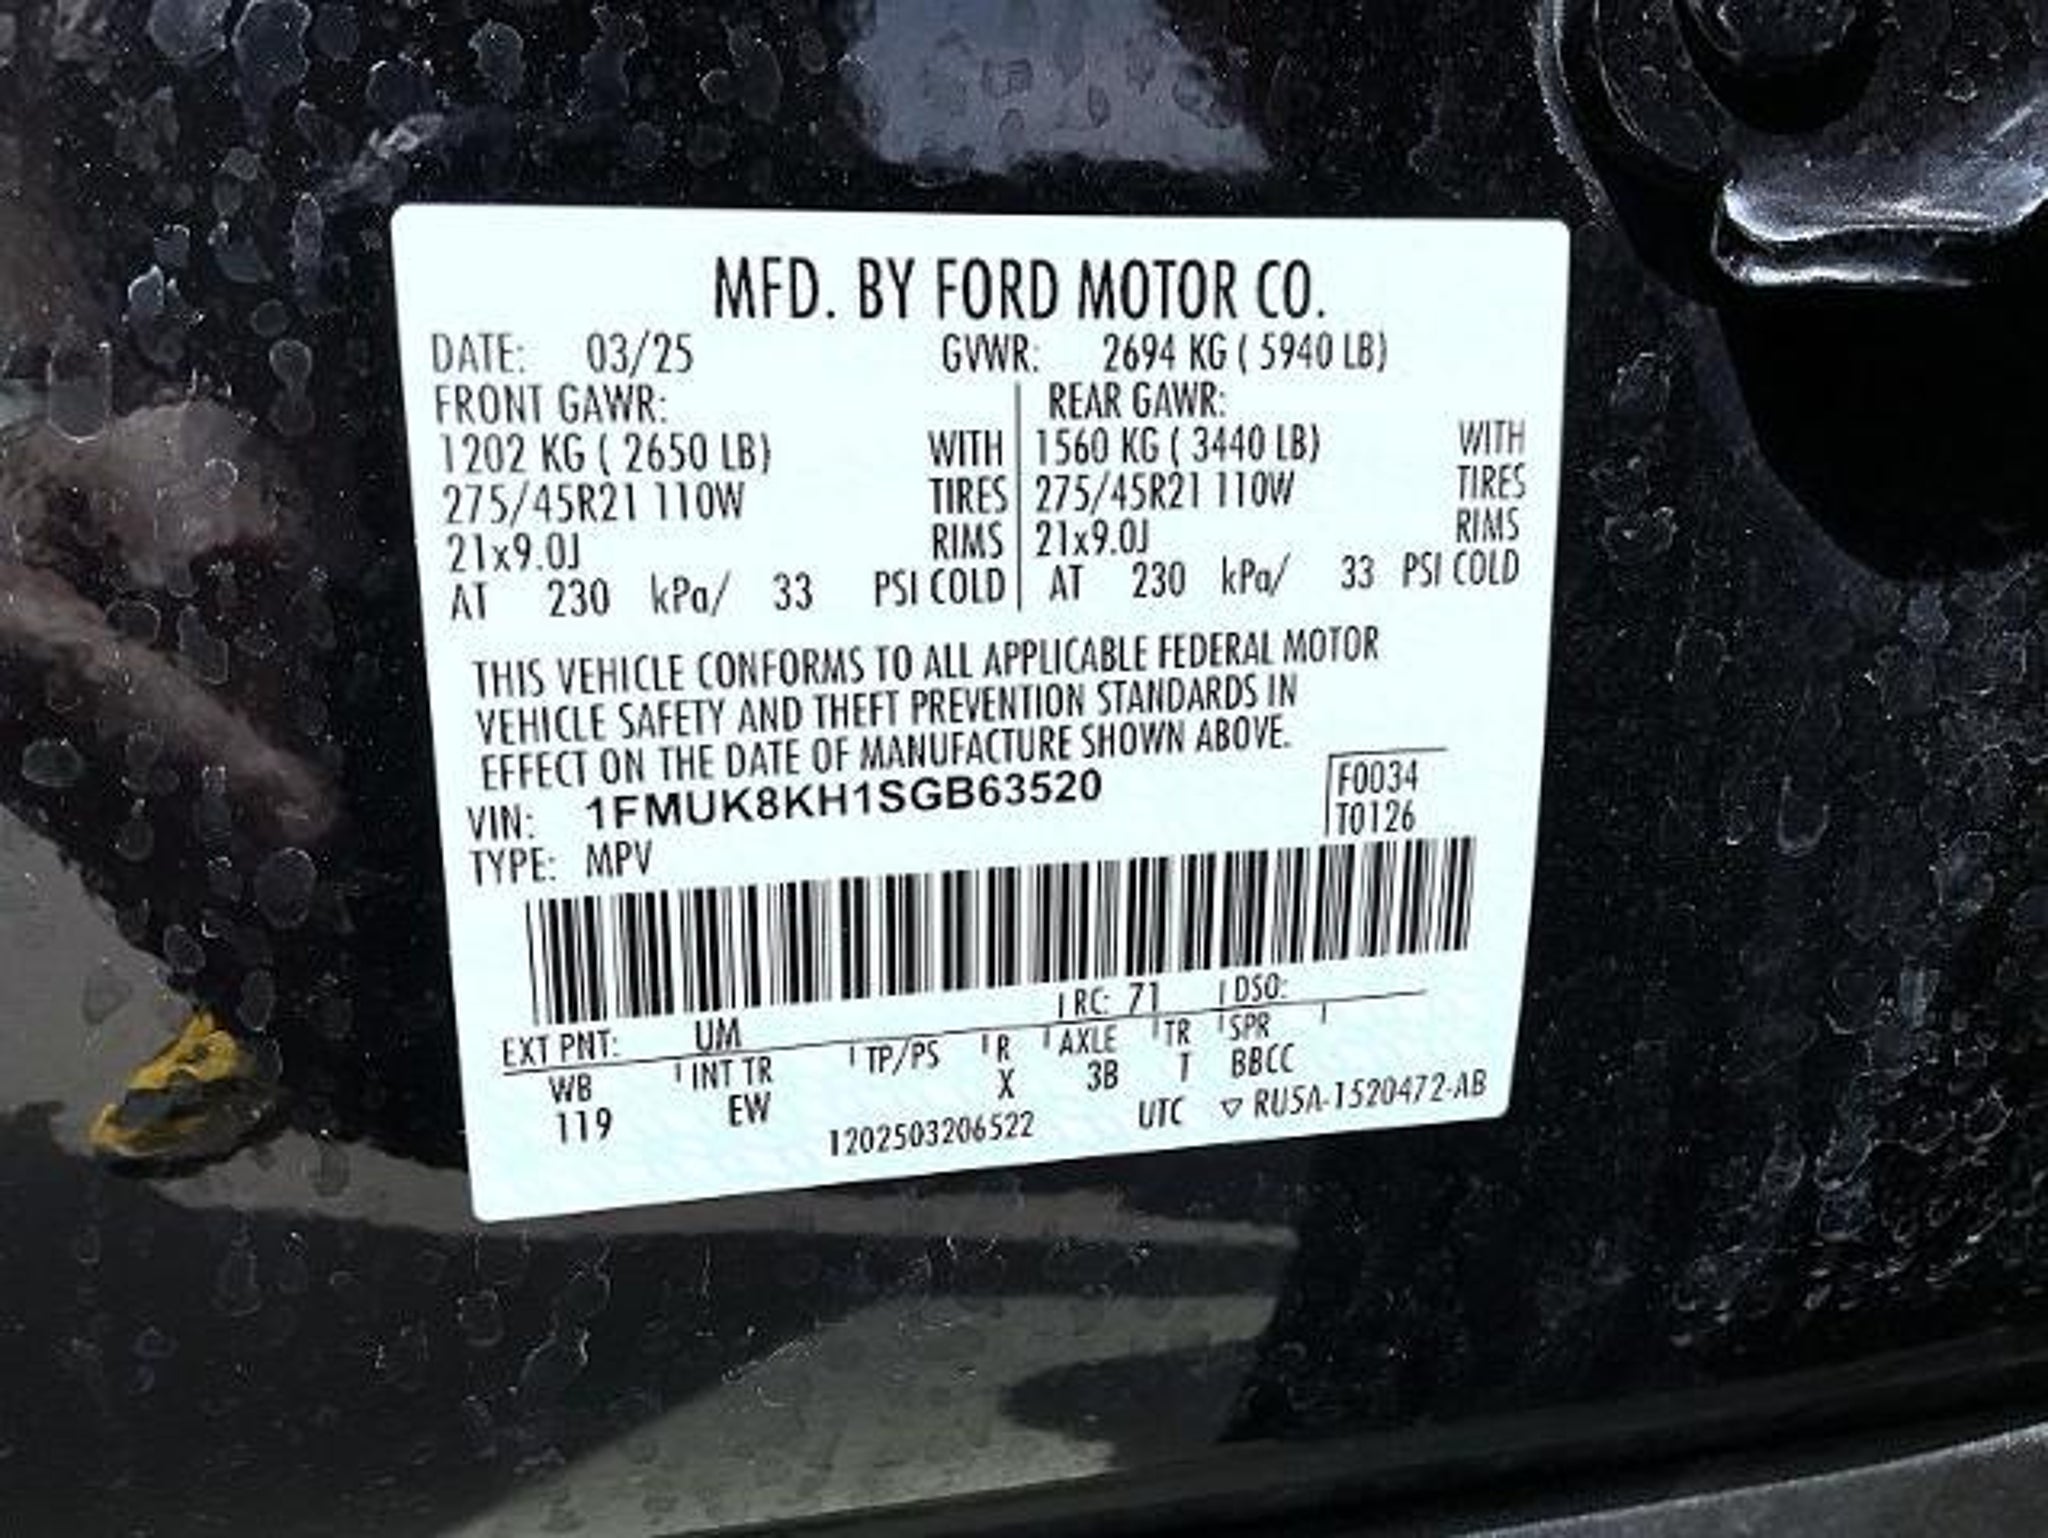 MFD. BY FORD MOTOR CO.
DATE: 03/25 GVWR: 2694 KG ( 5940 LB)
FRONT GAWR: REAR GAWR:
1202 KG ( 2650 LB) WITH 1560 KG ( 3440 LB) WITH
275/45R21 110W TIRES 275/45R21 110W TIRES
21x9.0J RIMS 21x9.0J RIMS
AT 230 kPa/ 33 PSI COLD AT 230 kPa/ 33 PSI COLD
THIS VEHICLE CONFORMS TO ALL APPLICABLE FEDERAL MOTOR
VEHICLE SAFETY AND THEFT PREVENTION STANDARDS IN
EFFECT ON THE DATE OF MANUFACTURE SHOWN ABOVE.
VIN: 1FMUK8KH1SGB63520 F0034
TYPE: MPV T0126
EXT PNT: UM RC: 71 DSO:
WB INT TR TP/PS R AXLE TR SPR
119 EW X 3B T BBCC
1202503206522 UTC ▽ RU5A-1520472-AB